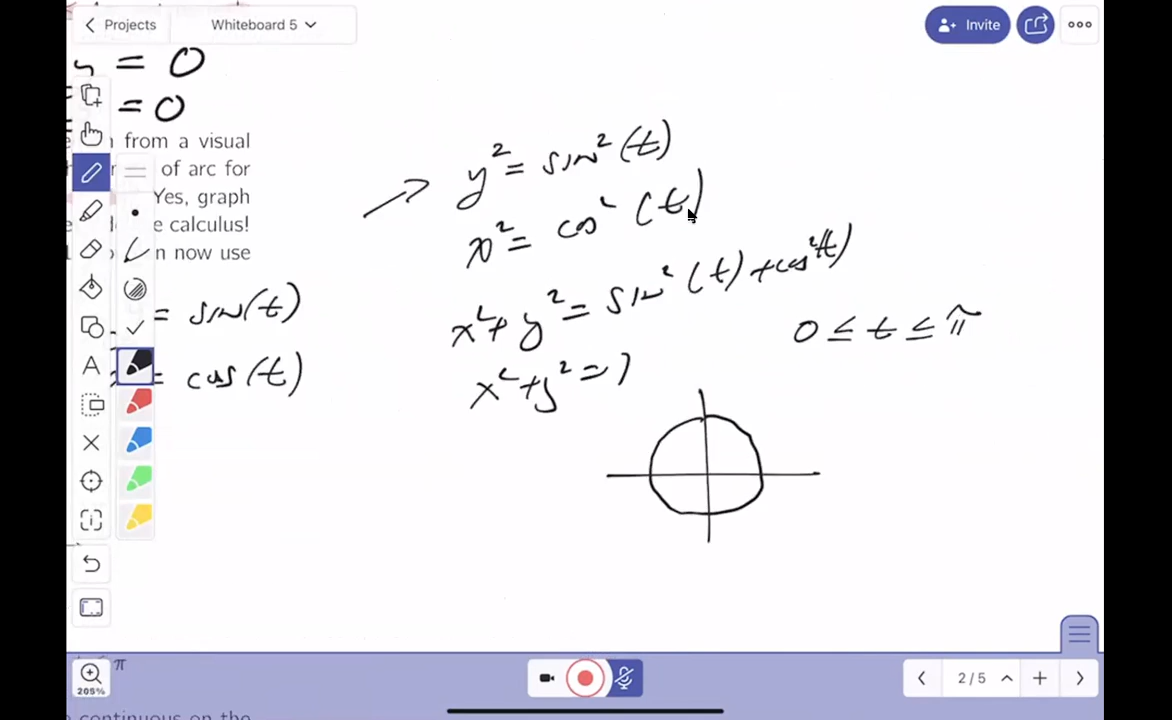 Projects
Whiteboard 5
Invite
y = 0
= 0
from a visual
of arc for
Yes, graph
e calculus!
n now use
= sin(t)
= cos(t)
y² = sin²(t)
x² = cos²(t)
x² + y² = sin²(t) + cos²(t)
x² + y² = 1
0 ≤ t ≤ π
A
205%
π
2/5
continuous on the